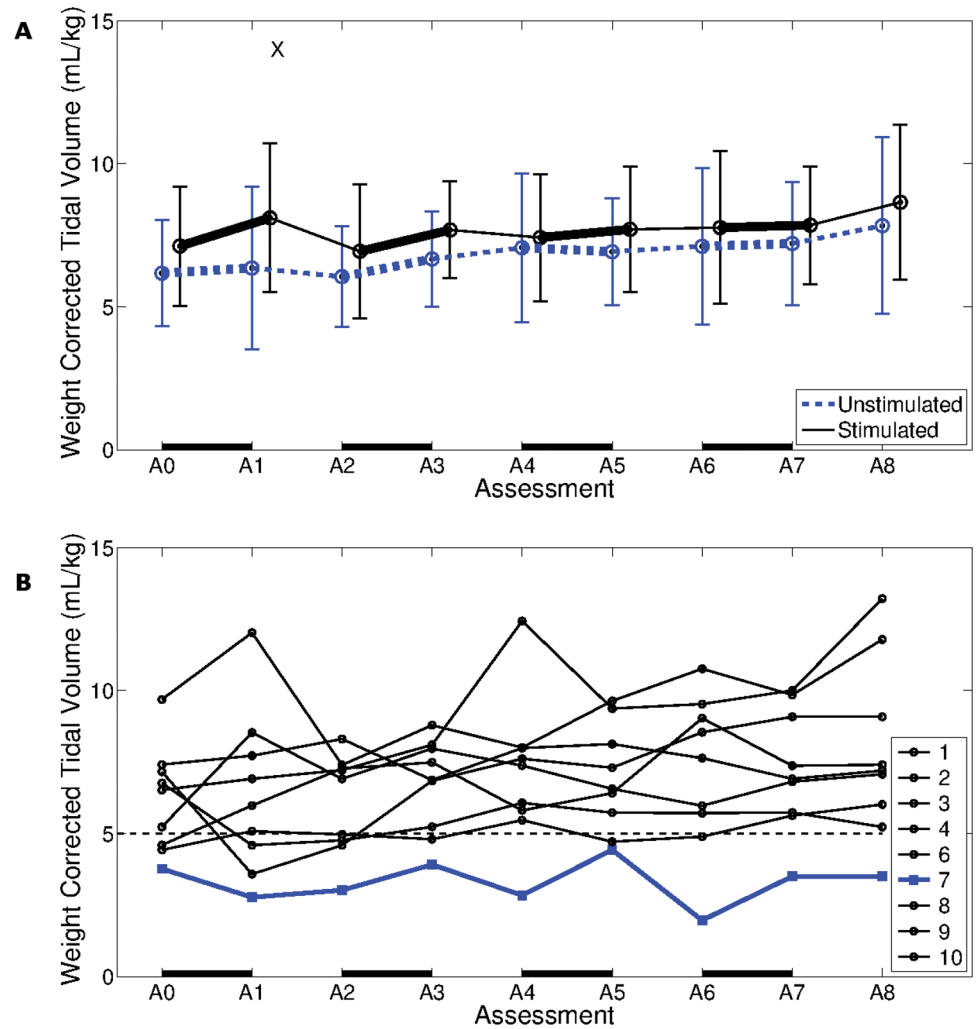 A
Weight Corrected Tidal Volume (mL/kg)
15
10
5
0
X
Unstimulated
Stimulated
A0 A1 A2 A3 A4 A5 A6 A7 A8
Assessment
B
Weight Corrected Tidal Volume (mL/kg)
15
10
5
0
1
2
3
4
6
7
8
9
10
A0 A1 A2 A3 A4 A5 A6 A7 A8
Assessment